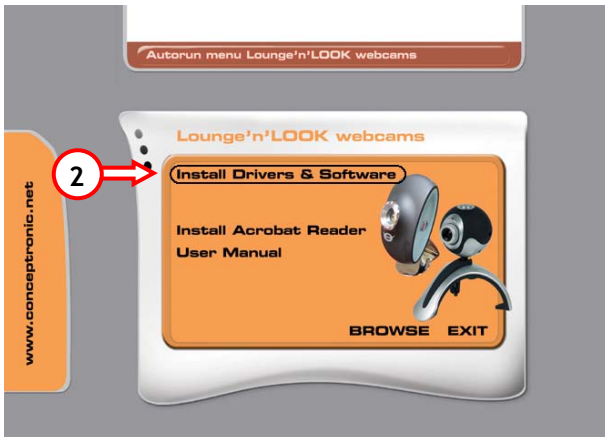 Autorun menu Lounge'n'LOOK webcams
www.conceptronic.net
Lounge'n'LOOK webcams
2
Install Drivers & Software
Install Acrobat Reader
User Manual
BROWSE EXIT